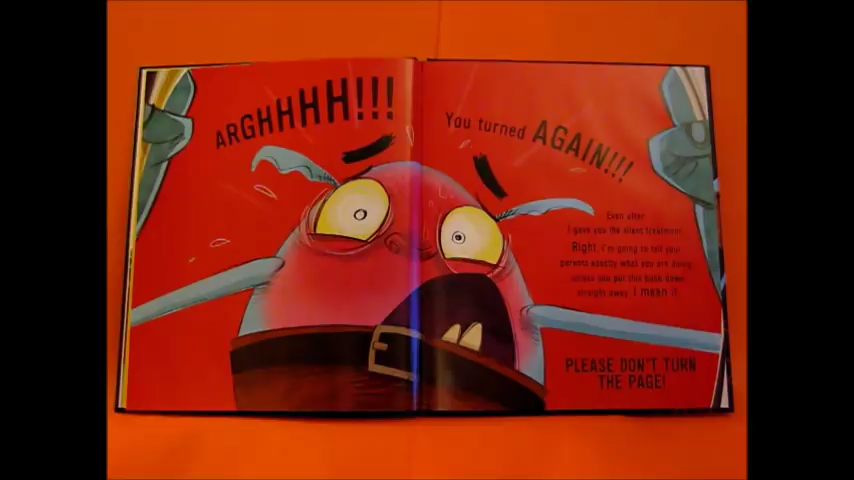 ARGHHHHH!!!
You turned AGAIN!!!
Even after
I gave you the silent treatment.
Right, I'm going to tell your
parents exactly what you are doing
unless you put this book down
straight away. I mean it.
PLEASE DON'T TURN
THE PAGE!